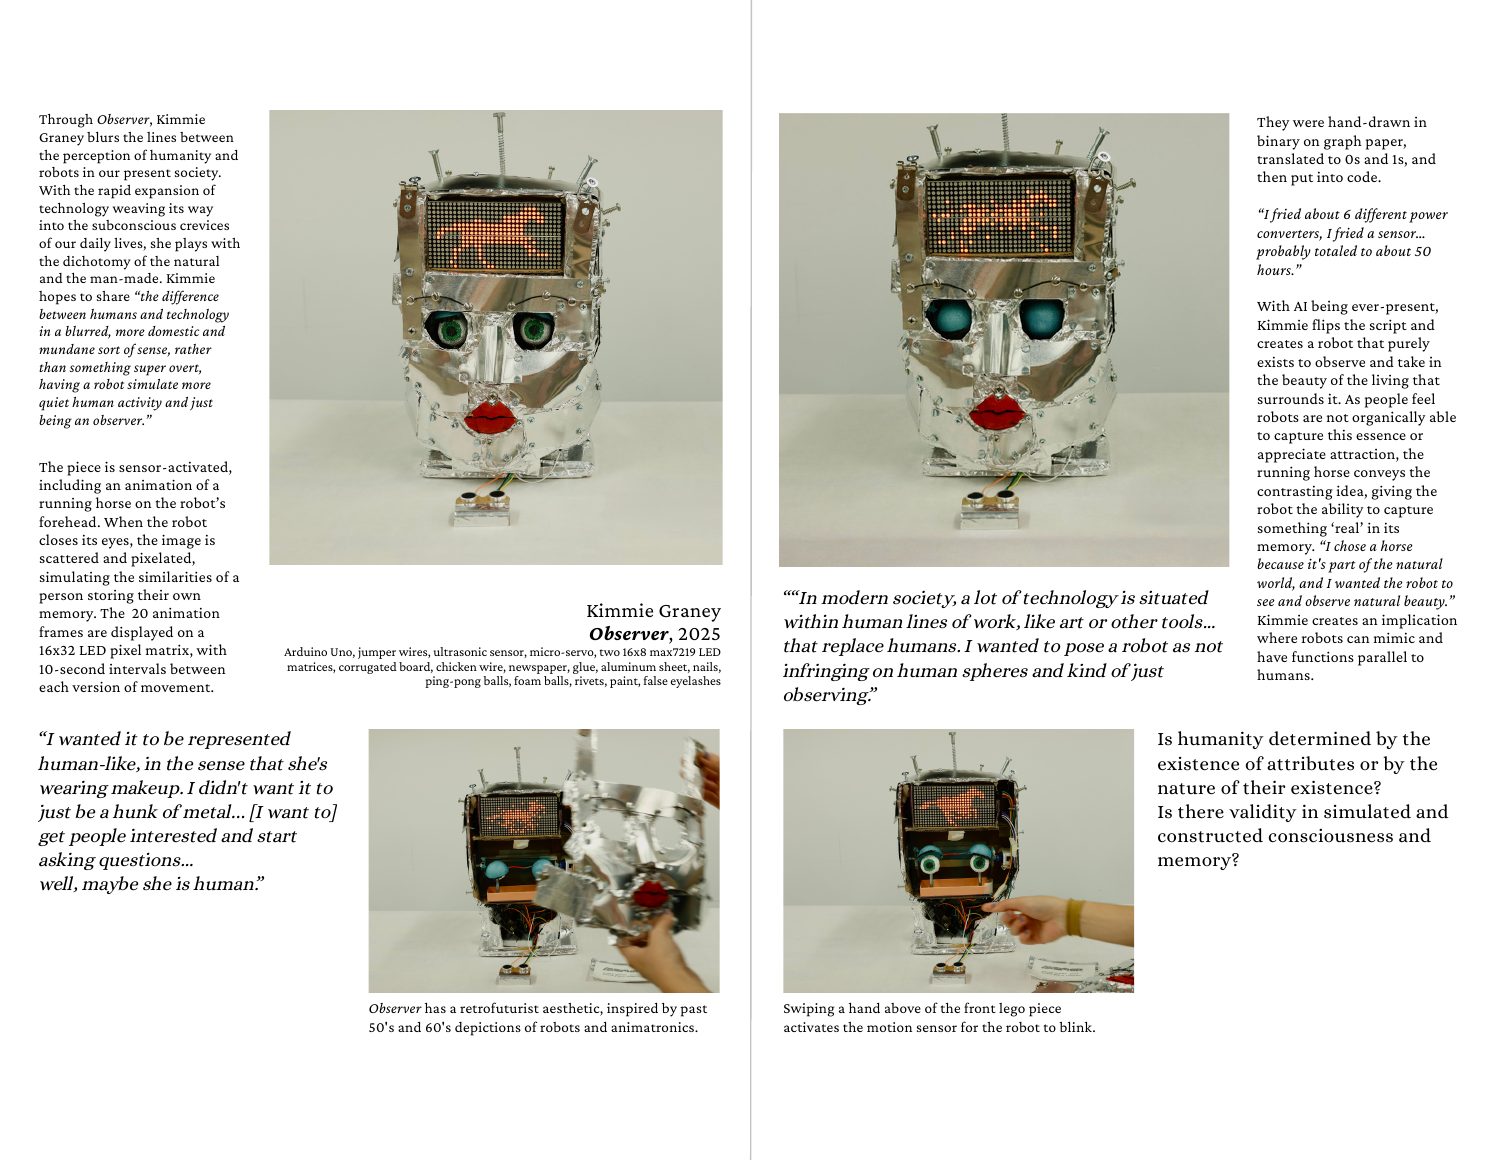 Through Observer, Kimmie
Graney blurs the lines between
the perception of humanity and
robots in our present society.
With the rapid expansion of
technology weaving its way
into the subconscious crevices
of our daily lives, she plays with
the dichotomy of the natural
and the man-made. Kimmie
hopes to share “the difference
between humans and technology
in a blurred, more domestic and
mundane sort of sense, rather
than something super overt,
having a robot simulate more
quiet human activity and just
being an observer.”
The piece is sensor-activated,
including an animation of a
running horse on the robot’s
forehead. When the robot
closes its eyes, the image is
scattered and pixelated,
simulating the similarities of a
person storing their own
memory. The  20 animation
frames are displayed on a
16x32 LED pixel matrix, with
10-second intervals between
each version of movement.
Kimmie Graney
Observer, 2025
Arduino Uno, jumper wires, ultrasonic sensor, micro-servo, two 16x8 max7219 LED
matrices, corrugated board, chicken wire, newspaper, glue, aluminum sheet, nails,
ping-pong balls, foam balls, rivets, paint, false eyelashes
“I wanted it to be represented
human-like, in the sense that she's
wearing makeup. I didn't want it to
just be a hunk of metal... [I want to]
get people interested and start
asking questions...
well, maybe she is human.”
Observer has a retrofuturist aesthetic, inspired by past
50's and 60's depictions of robots and animatronics.
They were hand-drawn in
binary on graph paper,
translated to 0s and 1s, and
then put into code.
“I fried about 6 different power
converters, I fried a sensor...
probably totaled to about 50
hours.”
With AI being ever-present,
Kimmie flips the script and
creates a robot that purely
exists to observe and take in
the beauty of the living that
surrounds it. As people feel
robots are not organically able
to capture this essence or
appreciate attraction, the
running horse conveys the
contrasting idea, giving the
robot the ability to capture
something ‘real’ in its
memory. “I chose a horse
because it's part of the natural
world, and I wanted the robot to
see and observe natural beauty.”
Kimmie creates an implication
where robots can mimic and
have functions parallel to
humans.
““In modern society, a lot of technology is situated
within human lines of work, like art or other tools...
that replace humans. I wanted to pose a robot as not
infringing on human spheres and kind of just
observing.”
Swiping a hand above of the front lego piece
activates the motion sensor for the robot to blink.
Is humanity determined by the
existence of attributes or by the
nature of their existence?
Is there validity in simulated and
constructed consciousness and
memory?